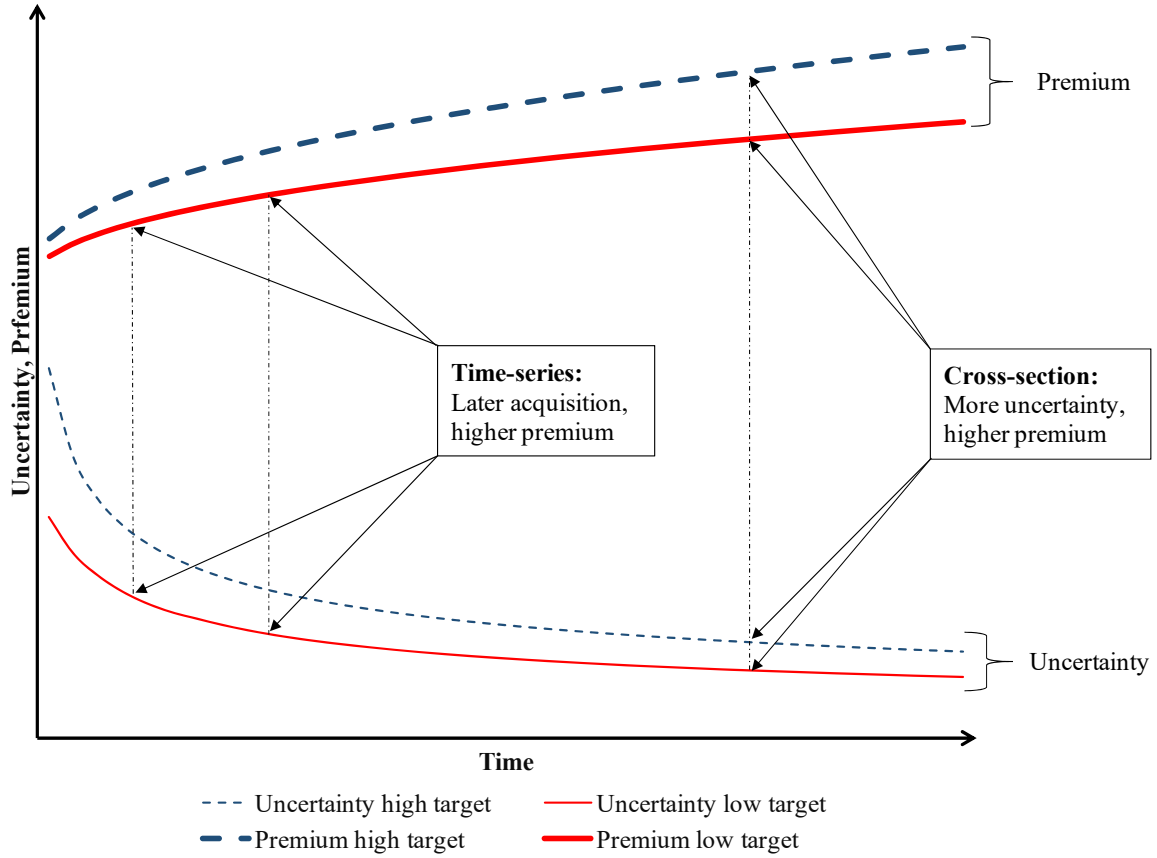 Premium
Uncertainty, Prfemium
Time-series:
Later acquisition,
higher premium
Cross-section:
More uncertainty,
higher premium
Uncertainty
Time
Uncertainty high target
Uncertainty low target
Premium high target
Premium low target